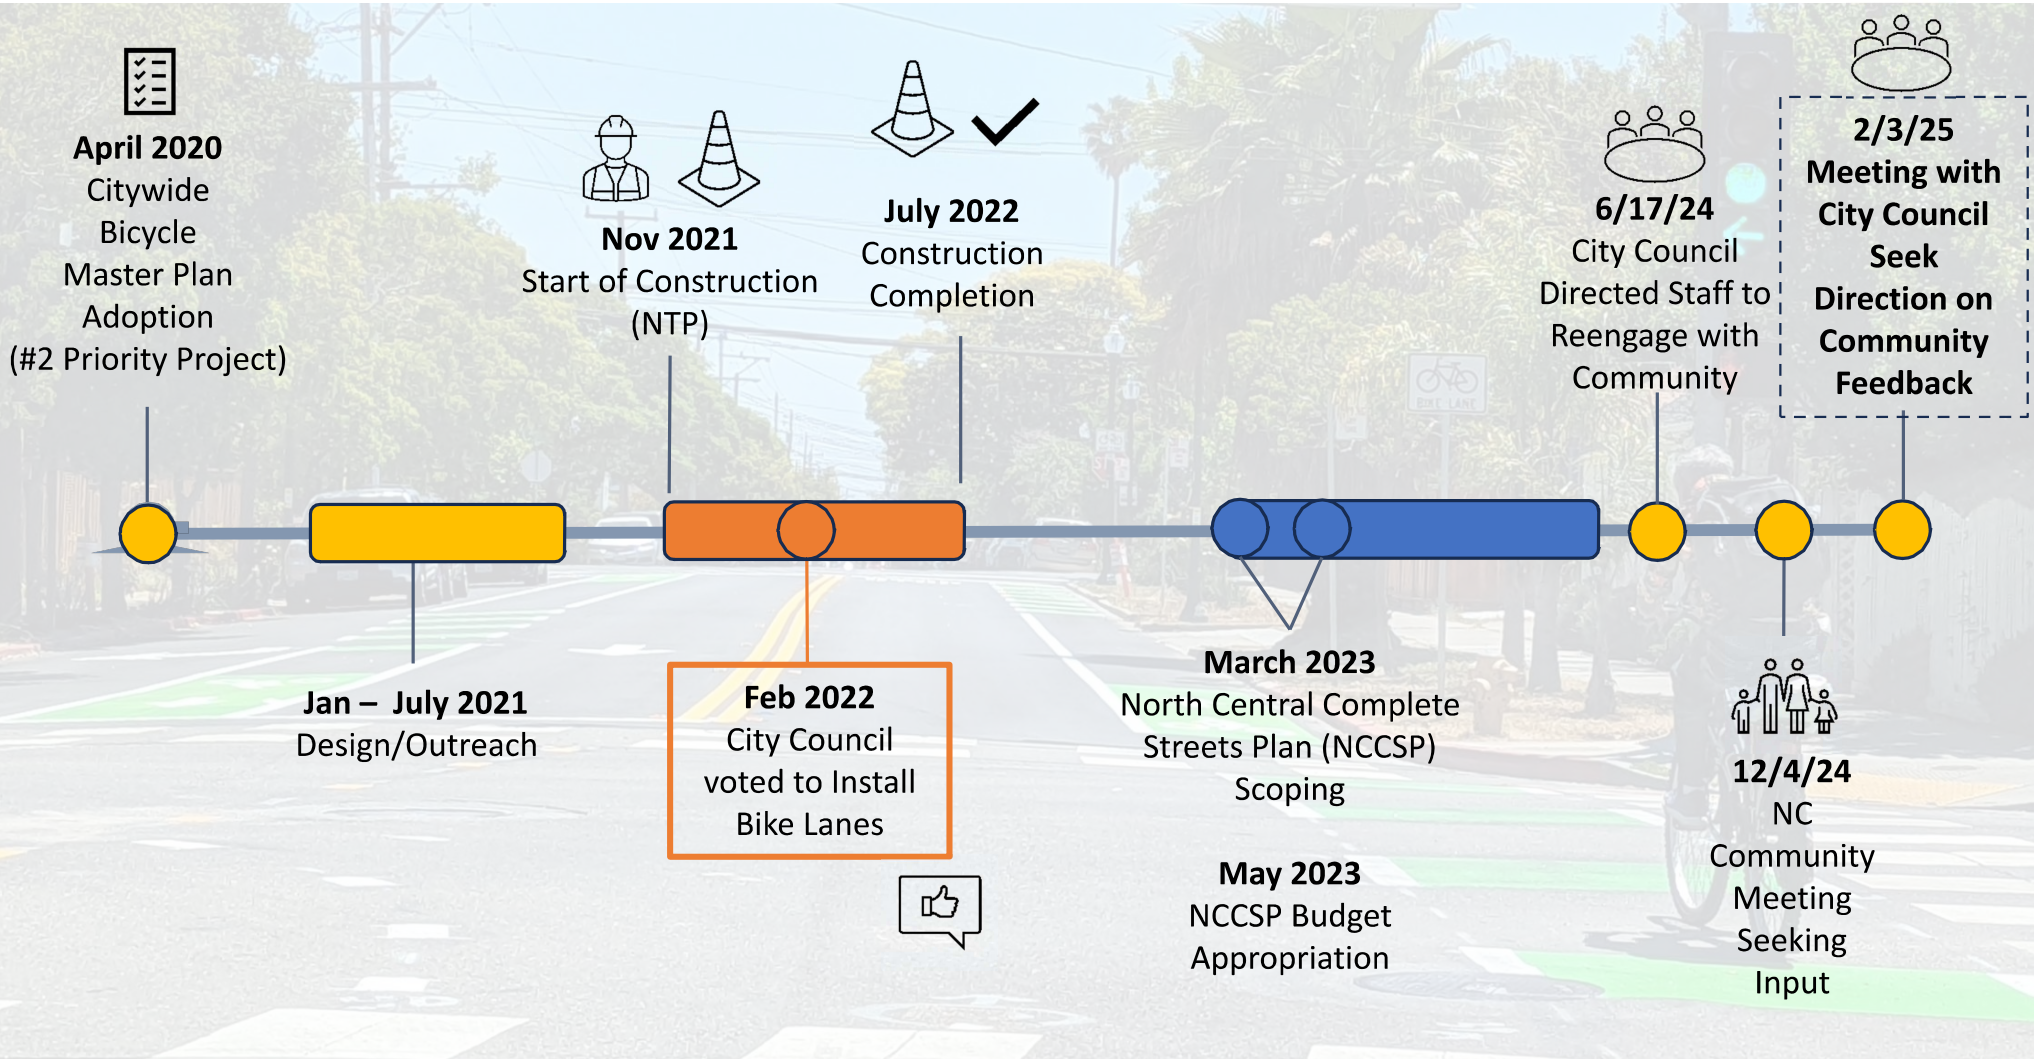 April 2020
Citywide
Bicycle
Master Plan
Adoption
(#2 Priority Project)
Jan – July 2021
Design/Outreach
Nov 2021
Start of Construction
(NTP)
Feb 2022
City Council
voted to Install
Bike Lanes
July 2022
Construction
Completion
March 2023
North Central Complete
Streets Plan (NCCSP)
Scoping
May 2023
NCCSP Budget
Appropriation
6/17/24
City Council
Directed Staff to
Reengage with
Community
12/4/24
NC
Community
Meeting
Seeking
Input
2/3/25
Meeting with
City Council
Seek
Direction on
Community
Feedback
BIKE LANE